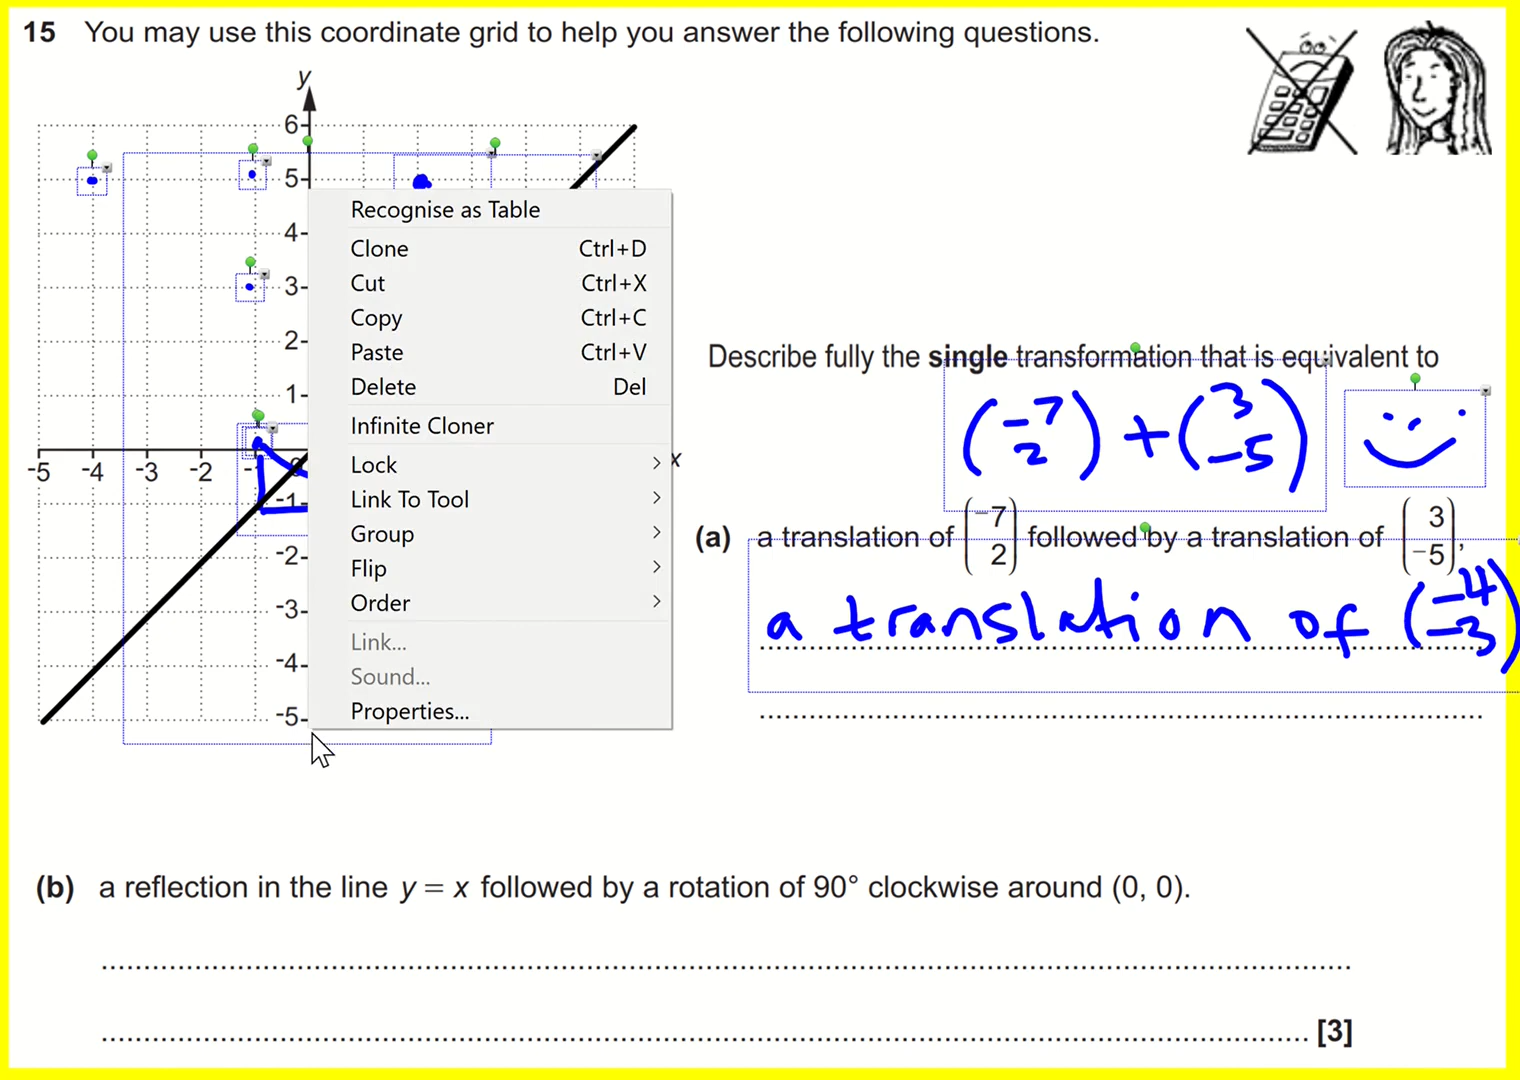 15 You may use this coordinate grid to help you answer the following questions.
y
6
5
4
3
2
1
-5 -4 -3 -2 -1 0 x
-1
-2
-3
-4
-5
Recognise as Table
Clone Ctrl+D
Cut Ctrl+X
Copy Ctrl+C
Paste Ctrl+V
Delete Del
Infinite Cloner
Lock
Link To Tool
Group
Flip
Order
Link...
Sound...
Properties...
Describe fully the single transformation that is equivalent to
(-7 2) + (3 -5)
(a) a translation of (-7 2) followed by a translation of (3 -5),
a translation of (-4 -3)
(b) a reflection in the line y = x followed by a rotation of 90° clockwise around (0, 0).
[3]